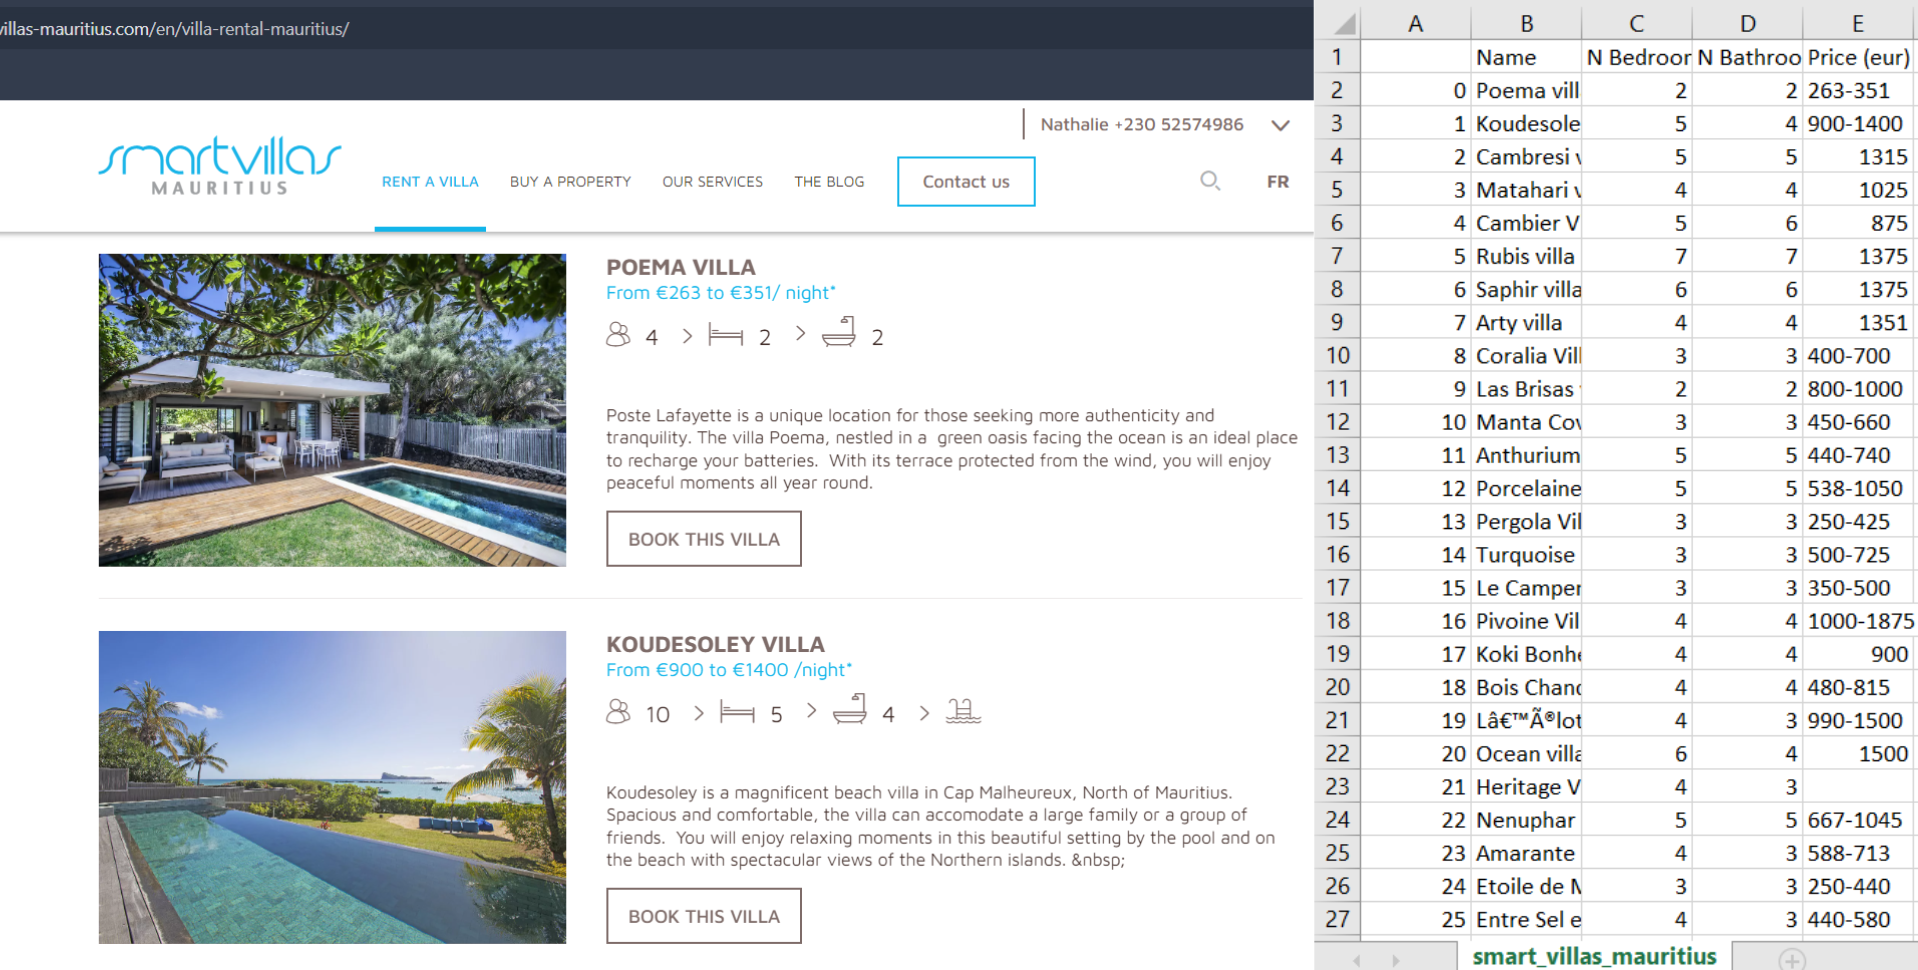 villas-mauritius.com/en/villa-rental-mauritius/
Nathalie +230 52574986
smartvillas
MAURITIUS
RENT A VILLA BUY A PROPERTY OUR SERVICES THE BLOG Contact us FR
POEMA VILLA
From €263 to €351/ night*
4 > 2 > 2
Poste Lafayette is a unique location for those seeking more authenticity and
tranquility. The villa Poema, nestled in a green oasis facing the ocean is an ideal place
to recharge your batteries. With its terrace protected from the wind, you will enjoy
peaceful moments all year round.
BOOK THIS VILLA
KOUDESOLEY VILLA
From €900 to €1400 /night*
10 > 5 > 4 >
Koudesoley is a magnificent beach villa in Cap Malheureux, North of Mauritius.
Spacious and comfortable, the villa can accomodate a large family or a group of
friends. You will enjoy relaxing moments in this beautiful setting by the pool and on
the beach with spectacular views of the Northern islands. &nbsp;
BOOK THIS VILLA
A B C D E
1 Name N Bedroor N Bathroo Price (eur)
2 0 Poema vill 2 2 263-351
3 1 Koudesole 5 4 900-1400
4 2 Cambresi v 5 5 1315
5 3 Matahari v 4 4 1025
6 4 Cambier V 5 6 875
7 5 Rubis villa 7 7 1375
8 6 Saphir villa 6 6 1375
9 7 Arty villa 4 4 1351
10 8 Coralia Vil 3 3 400-700
11 9 Las Brisas 2 2 800-1000
12 10 Manta Cov 3 3 450-660
13 11 Anthurium 5 5 440-740
14 12 Porcelaine 5 5 538-1050
15 13 Pergola Vil 3 3 250-425
16 14 Turquoise 3 3 500-725
17 15 Le Camper 3 3 350-500
18 16 Pivoine Vil 4 4 1000-1875
19 17 Koki Bonhe 4 4 900
20 18 Bois Chanc 4 4 480-815
21 19 Lâ€™Ã®lot 4 3 990-1500
22 20 Ocean villa 6 4 1500
23 21 Heritage V 4 3
24 22 Nenuphar 5 5 667-1045
25 23 Amarante 4 3 588-713
26 24 Etoile de M 3 3 250-440
27 25 Entre Sel e 4 3 440-580
smart_villas_mauritius